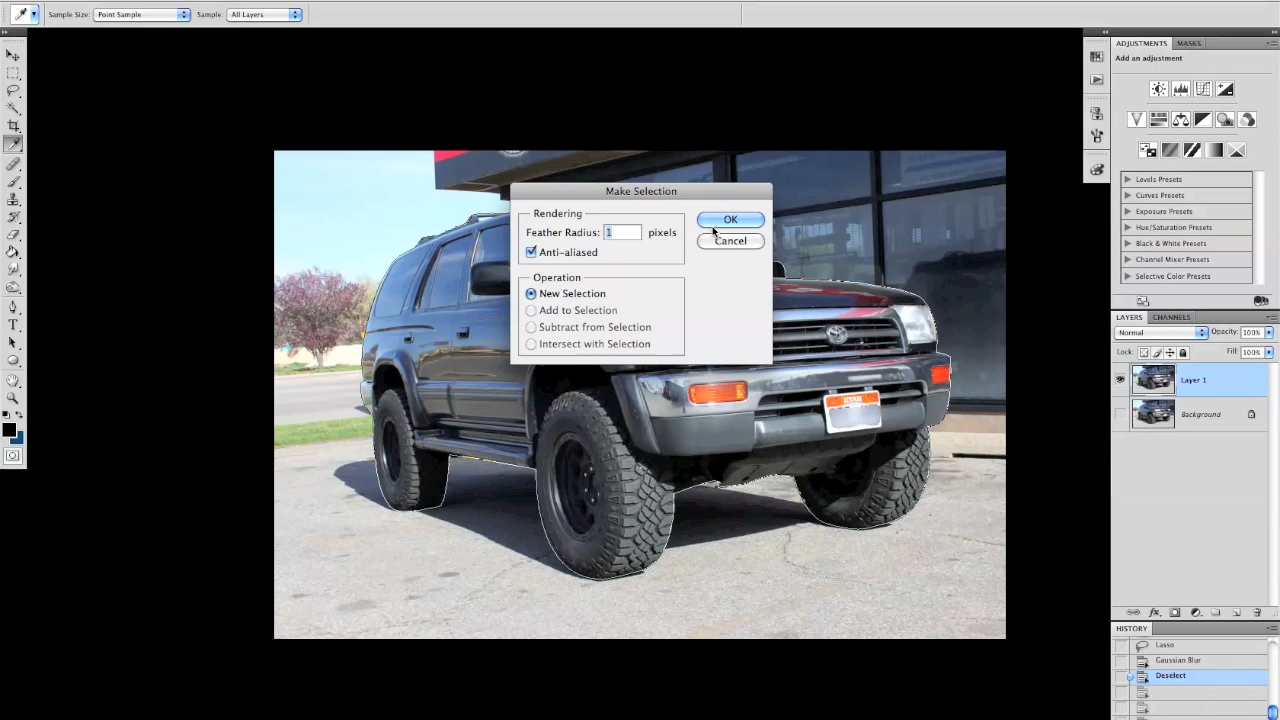 Sample Size: Point Sample Sample: All Layers
ADJUSTMENTS MASKS
Add an adjustment
Levels Presets
Curves Presets
Exposure Presets
Hue/Saturation Presets
Black & White Presets
Channel Mixer Presets
Selective Color Presets
LAYERS CHANNELS
Normal Opacity: 100%
Lock: Fill: 100%
Layer 1
Background
HISTORY
Lasso
Gaussian Blur
Deselect
Make Selection
Rendering
Feather Radius: 1 pixels
Anti-aliased
OK
Cancel
Operation
New Selection
Add to Selection
Subtract from Selection
Intersect with Selection
UTAH